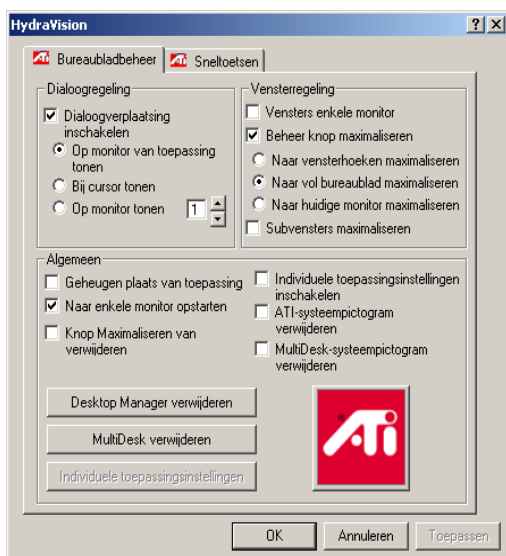 HydraVision
Bureaubladbeheer
Sneltoetsen
Dialoogregeling
Dialoogverplaatsing
inschakelen
Op monitor van toepassing
tonen
Bij cursor tonen
Op monitor tonen 1
Vensterregeling
Vensters enkele monitor
Beheer knop maximaliseren
Naar vensterhoeken maximaliseren
Naar vol bureaublad maximaliseren
Naar huidige monitor maximaliseren
Subvensters maximaliseren
Algemeen
Geheugen plaats van toepassing
Naar enkele monitor opstarten
Knop Maximaliseren van
verwijderen
Individuele toepassingsinstellingen
inschakelen
ATI-systeempictogram
verwijderen
MultiDesk-systeempictogram
verwijderen
Desktop Manager verwijderen
MultiDesk verwijderen
Individuele toepassingsinstellingen
ATi
OK
Annuleren
Toepassen